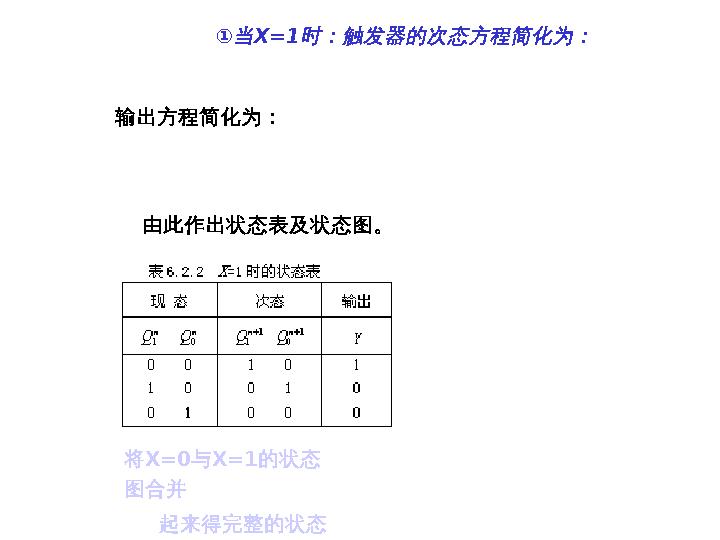 ①当X=1时：触发器的次态方程简化为：
输出方程简化为：
由此作出状态表及状态图。
表6.2.2 X=1时的状态表
现 态 次态 输出
Q₁ⁿ Q₀ⁿ Q₁ⁿ⁺¹ Q₀ⁿ⁺¹ Y
0 0 1 0 1
1 0 0 1 0
0 1 0 0 0
将X=0与X=1的状态
图合并
起来得完整的状态